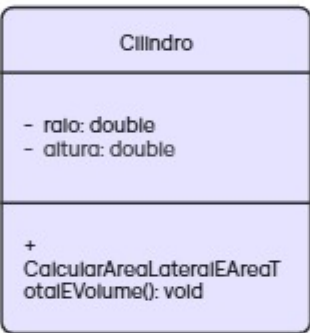 Cilindro
- raio: double
- altura: double
+
CalcularAreaLateralEAreaT
otalEVolume(): void